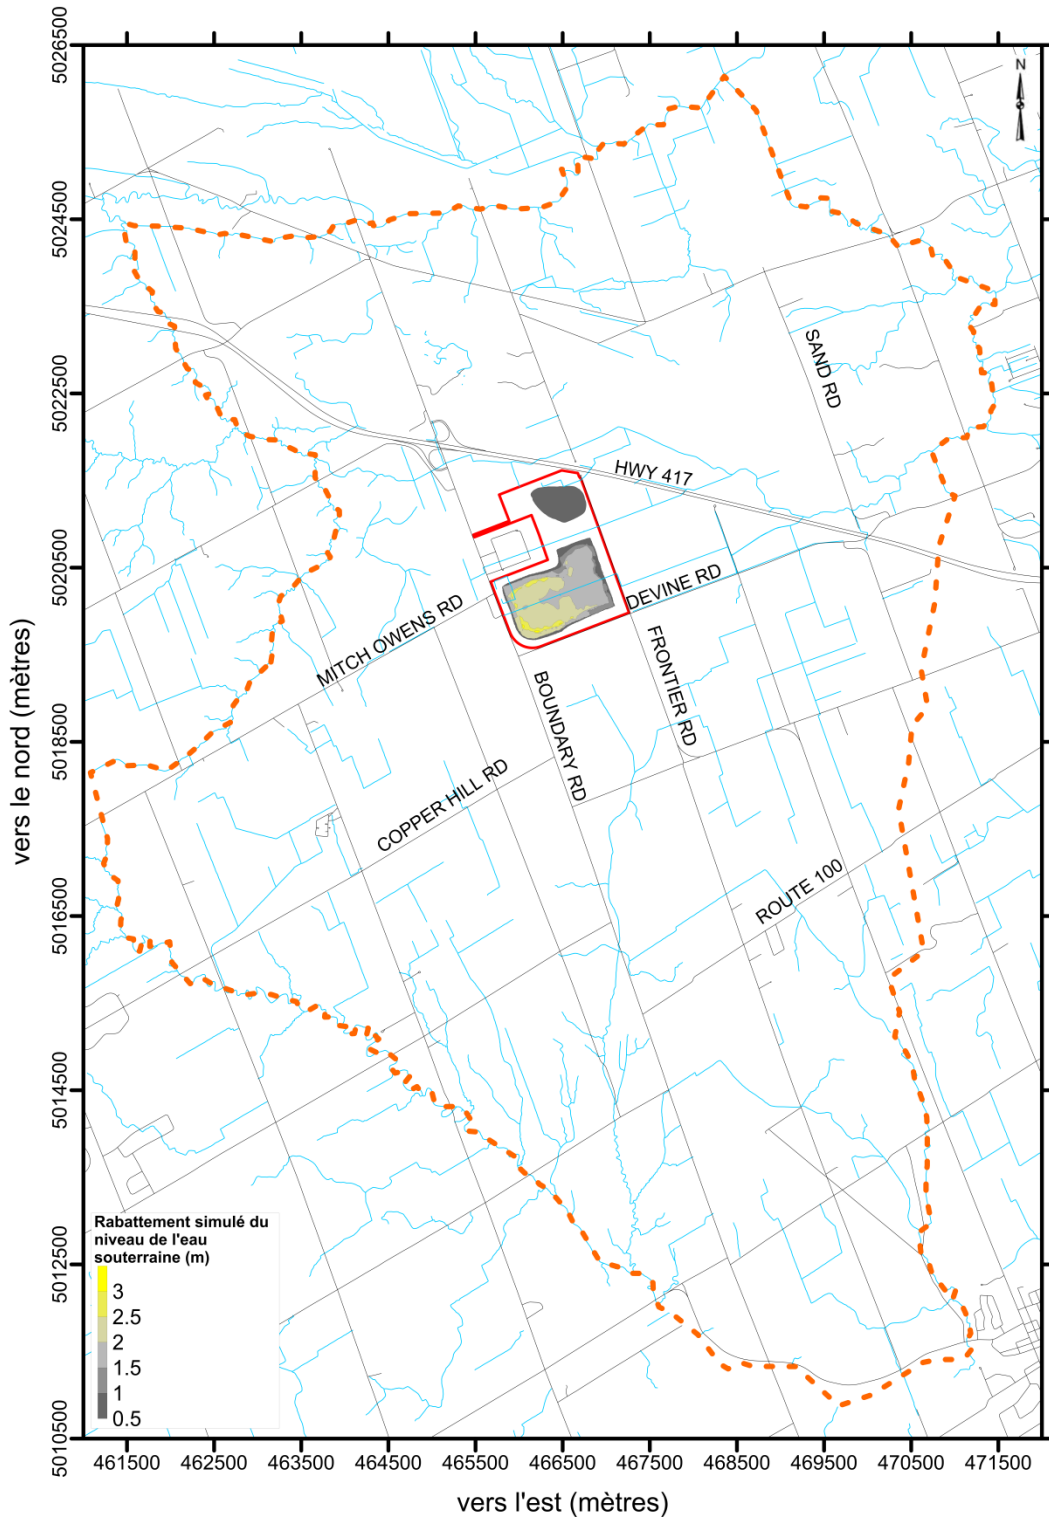 5026500
5024500
5022500
5020500
5018500
5016500
5014500
5012500
5010500
vers le nord (mètres)
N
SAND RD
HWY 417
DEVINE RD
MITCH OWENS RD
FRONTIER RD
BOUNDARY RD
COPPER HILL RD
ROUTE 100
Rabattement simulé du
niveau de l'eau
souterraine (m)
3
2.5
2
1.5
1
0.5
461500 462500 463500 464500 465500 466500 467500 468500 469500 470500 471500
vers l'est (mètres)